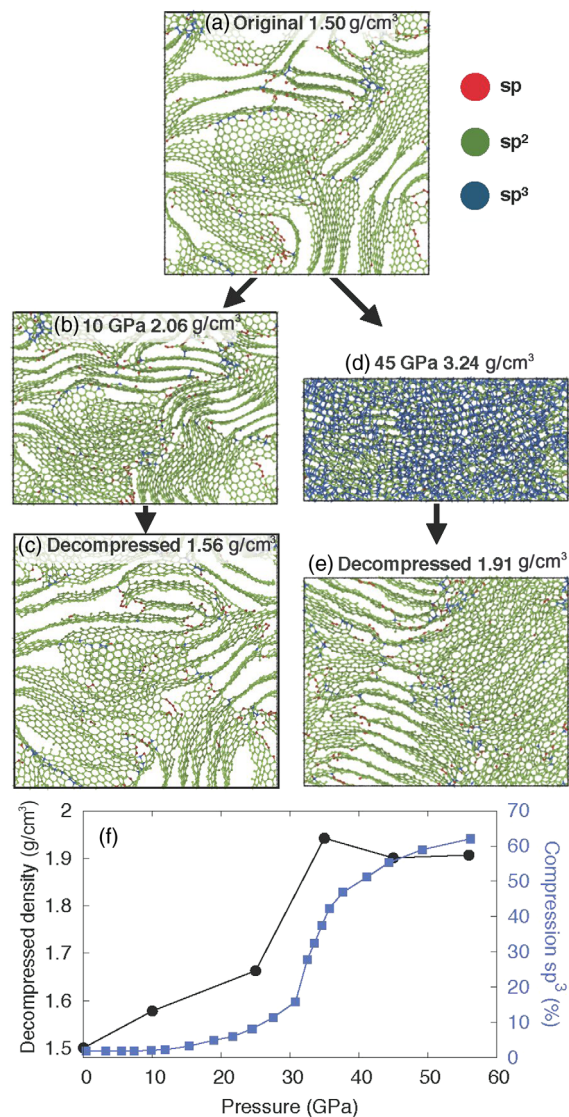 (a) Original 1.50 g/cm³
sp
sp²
sp³
(b) 10 GPa 2.06 g/cm³
(d) 45 GPa 3.24 g/cm³
(c) Decompressed 1.56 g/cm³
(e) Decompressed 1.91 g/cm³
(f)
Decompressed density (g/cm³)
2
1.9
1.8
1.7
1.6
1.5
Compression sp³ (%)
70
60
50
40
30
20
10
0
0 10 20 30 40 50 60
Pressure (GPa)